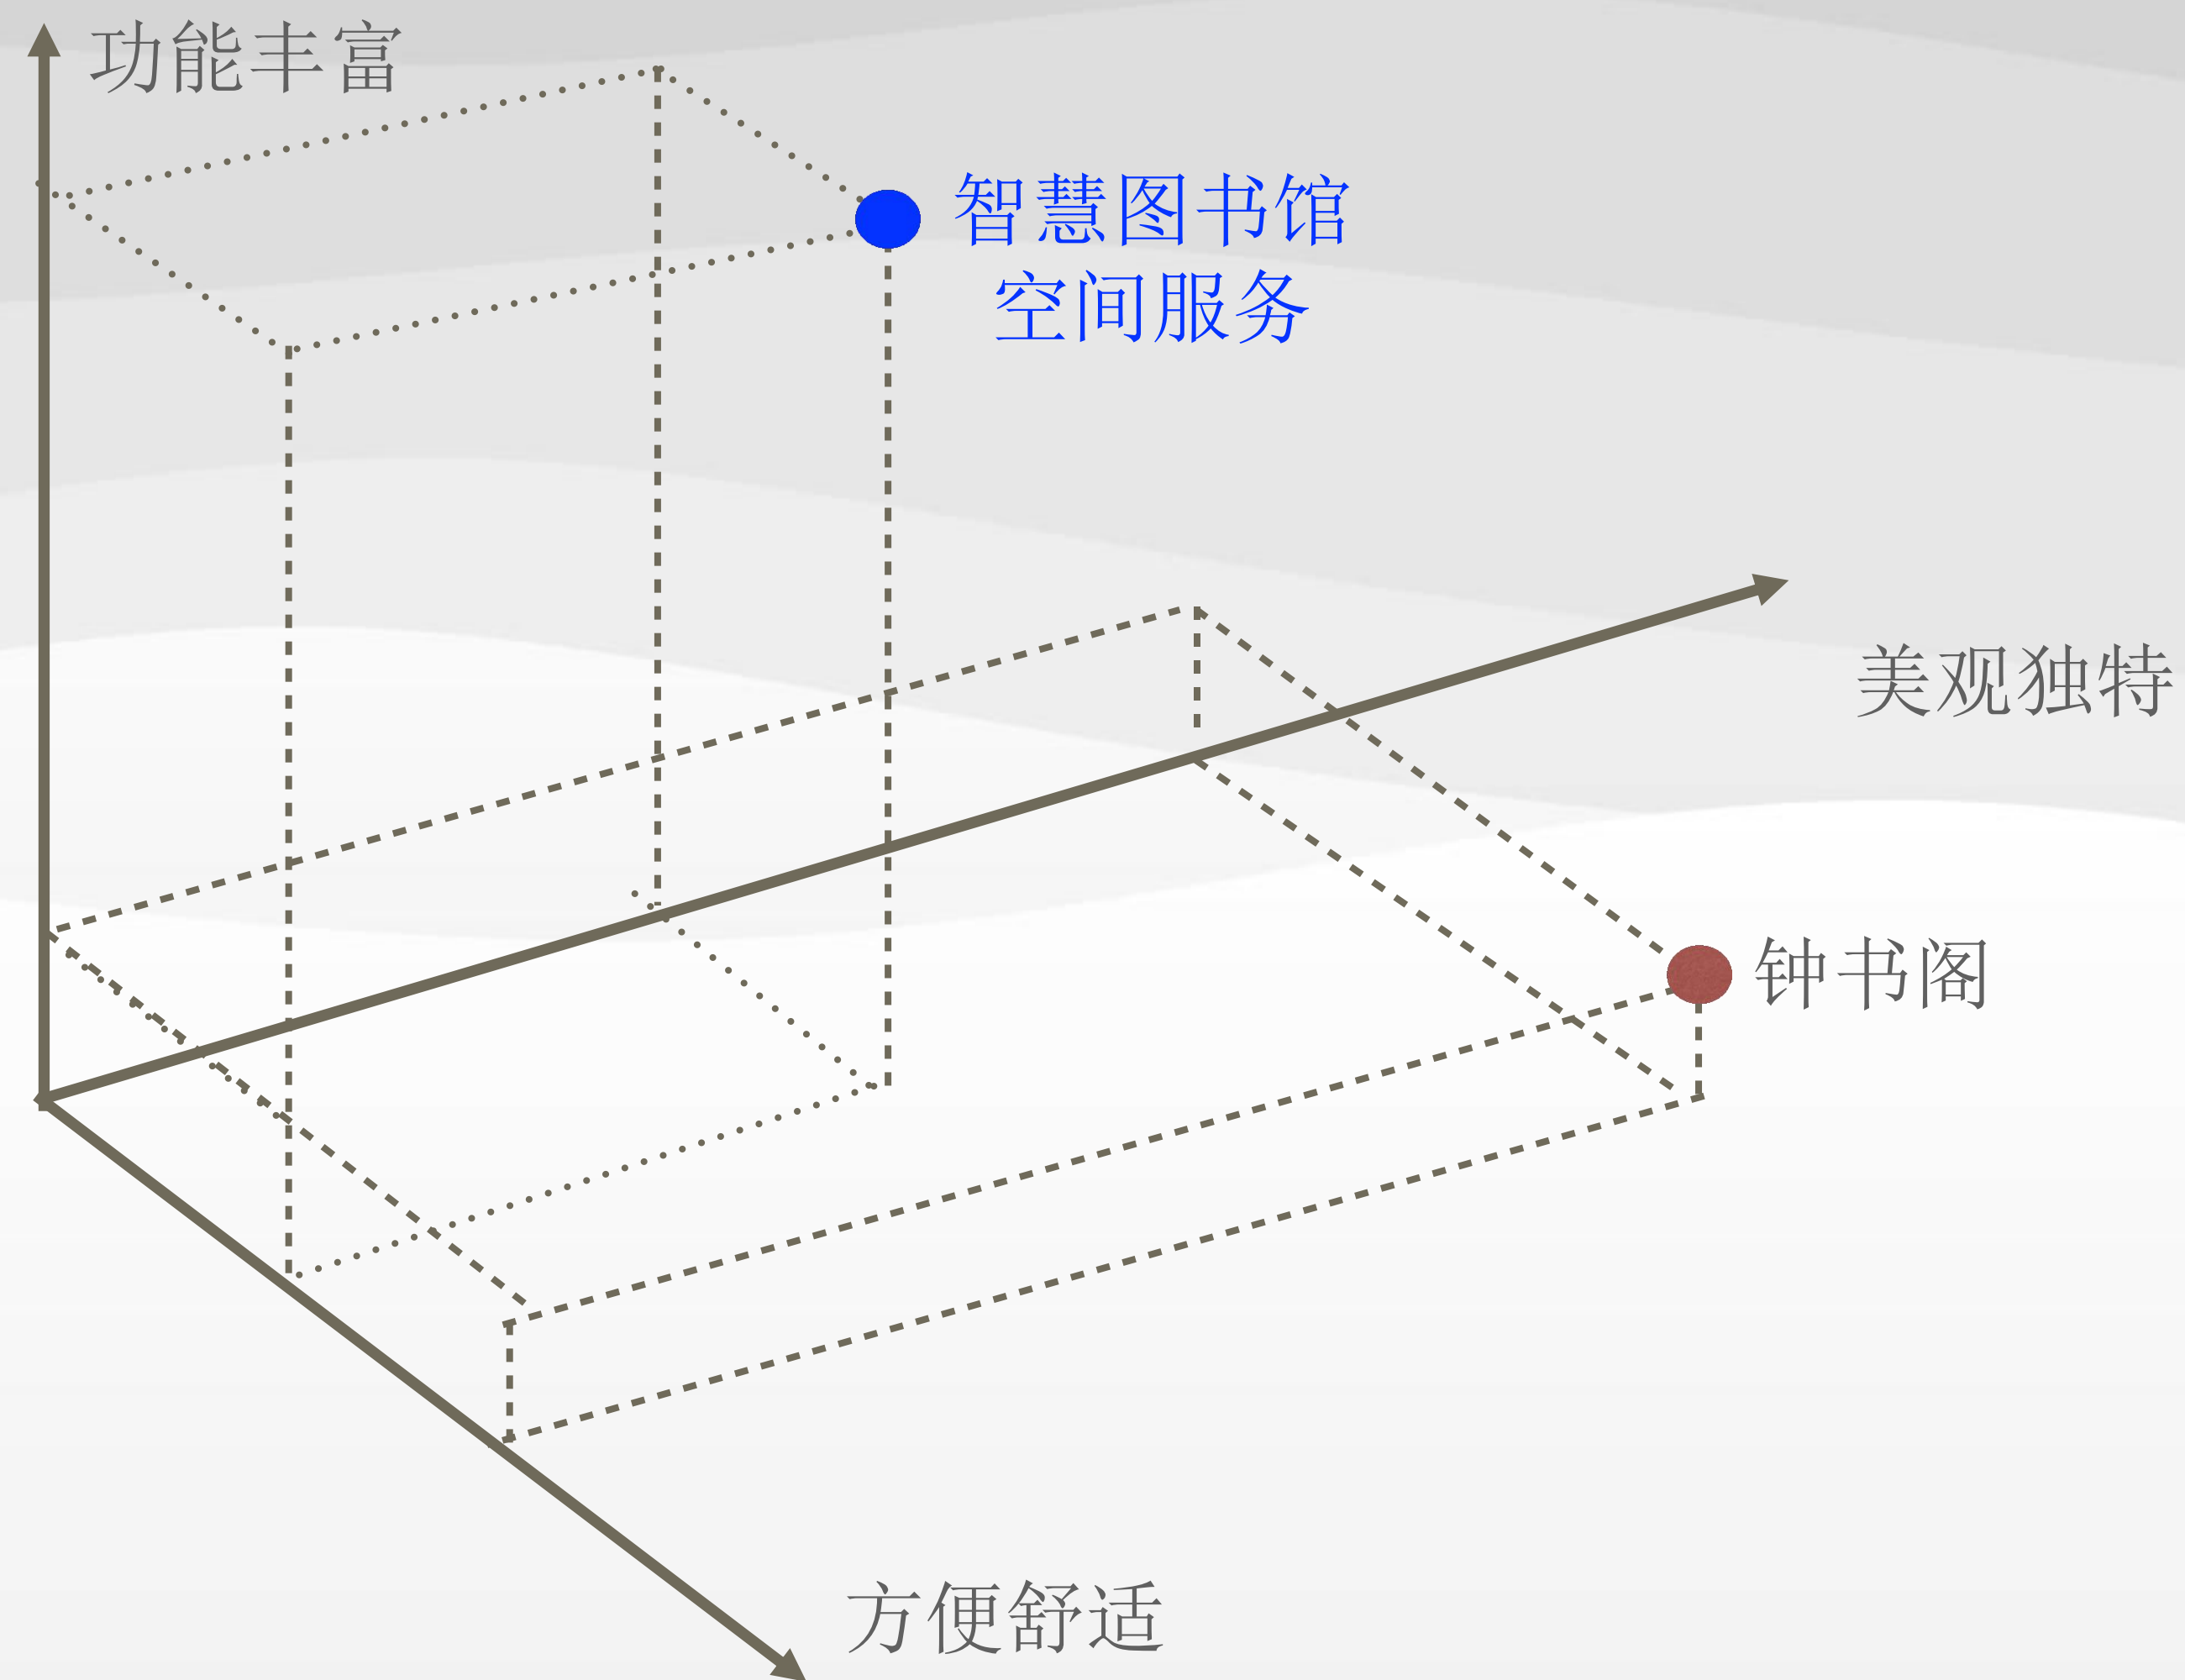 功能丰富
智慧图书馆
空间服务
美观独特
钟书阁
方便舒适